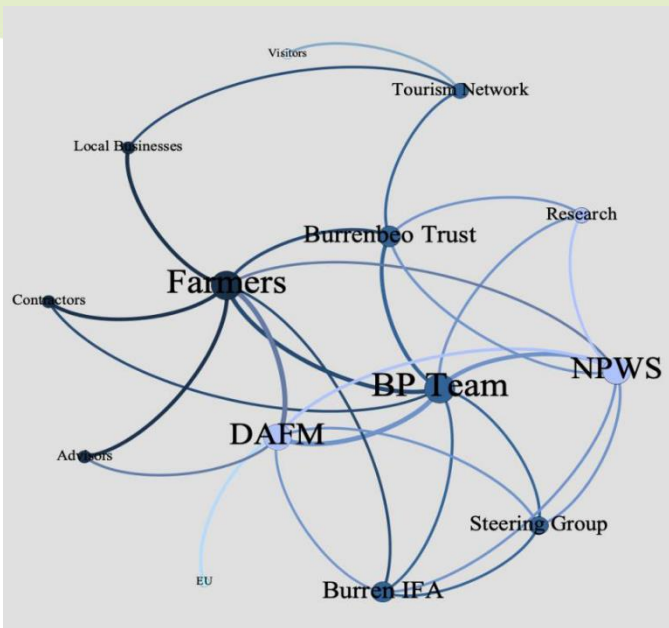 Visitors
Tourism Network
Local Businesses
Research
Burrenbeo Trust
Farmers
Contractors
NPWS
BP Team
DAFM
Advisors
Steering Group
EU
Burren IFA